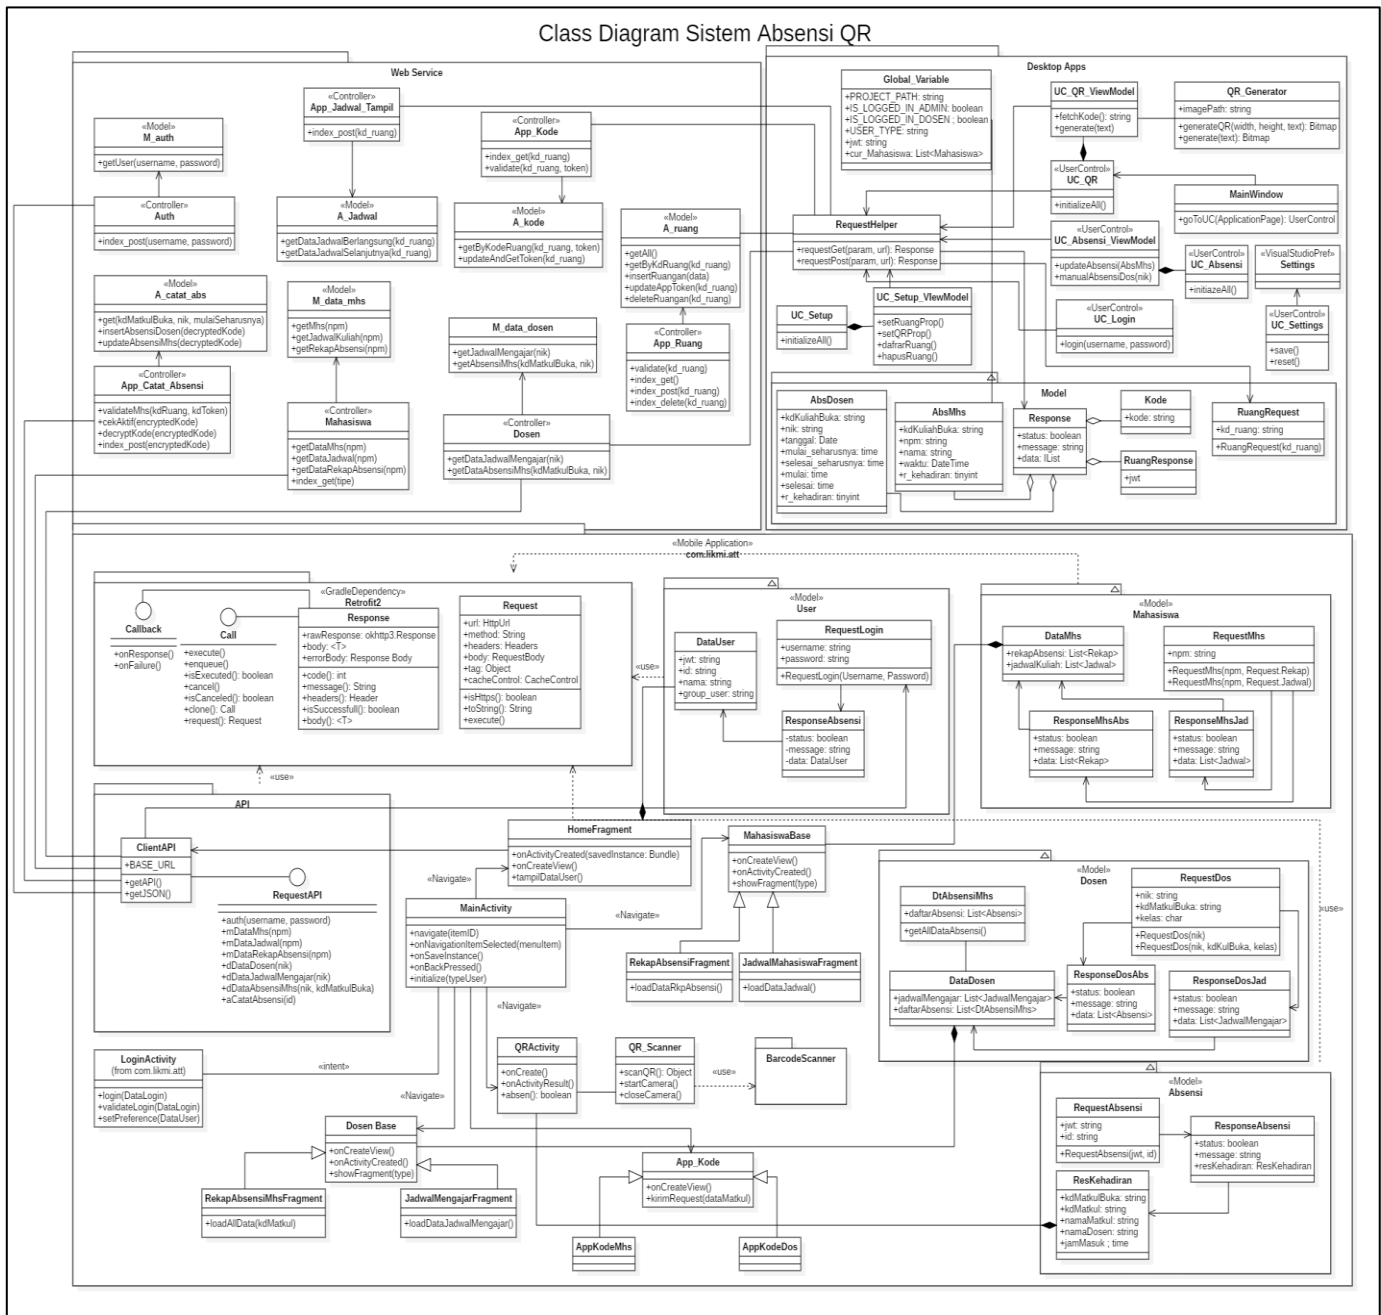 Class Diagram Sistem Absensi QR
Web Service
«Controller»
App_Jadwal_Tampil
+index_post(kd_ruang)
«Model»
M_auth
+getUser(username, password)
«Controller»
App_Kode
+index_get(kd_ruang)
+validate(kd_ruang, token)
«Controller»
Auth
+index_post(username, password)
«Model»
A_Jadwal
+getDataJadwalBerlangsung(kd_ruang)
+getDataJadwalSelanjutnya(kd_ruang)
«Model»
A_kode
+getByKodeRuang(kd_ruang, token)
+updateAndGetToken(kd_ruang)
«Model»
A_ruang
+getAll()
+getByKdRuang(kd_ruang)
+insertRuangan(data)
+updateAppToken(kd_ruang)
+deleteRuangan(kd_ruang)
«Model»
A_catat_abs
+get(kdMatkulBuka, nik, mulaiSeharusnya)
+insertAbsensiDosen(decryptedKode)
+updateAbsensiMhs(decryptedKode)
«Model»
M_data_mhs
+getMhs(npm)
+getJadwalKuliah(npm)
+getRekapAbsensi(npm)
M_data_dosen
+getJadwalMengajar(nik)
+getAbsensiMhs(kdMatkulBuka, nik)
«Controller»
App_Ruang
+validate(kd_ruang)
+index_get()
+index_post(kd_ruang)
+index_delete(kd_ruang)
«Controller»
App_Catat_Absensi
+validateMhs(kdRuang, kdToken)
+cekAktif(encryptedKode)
+decryptKode(encryptedKode)
+index_post(encryptedKode)
«Controller»
Mahasiswa
+getDataMhs(npm)
+getDataJadwal(npm)
+getDataRekapAbsensi(npm)
+index_get(tipe)
«Controller»
Dosen
+getDataJadwalMengajar(nik)
+getDataAbsensiMhs(kdMatkulBuka, nik)
Desktop Apps
Global_Variable
+PROJECT_PATH: string
+IS_LOGGED_IN_ADMIN: boolean
+IS_LOGGED_IN_DOSEN ; boolean
+USER_TYPE: string
+jwt: string
+cur_Mahasiswa: List<Mahasiswa>
UC_QR_ViewModel
+fetchKode(): string
+generate(text)
QR_Generator
+imagePath: string
+generateQR(width, height, text): Bitmap
+generate(text): Bitmap
«UserControl»
UC_QR
+initializeAll()
MainWindow
+goToUC(ApplicationPage): UserControl
RequestHelper
+requestGet(param, url): Response
+requestPost(param, url): Response
«UserControl»
UC_Absensi_ViewModel
+updateAbsensi(AbsMhs)
+manualAbsensiDos(nik)
«UserControl»
UC_Absensi
+initiazeAll()
«VisualStudioPref»
Settings
UC_Setup
+initializeAll()
UC_Setup_VIewModel
+setRuangProp()
+setQRProp()
+dafrarRuang()
+hapusRuang()
«UserControl»
UC_Login
+login(username, password)
«UserControl»
UC_Settings
+save()
+reset()
Model
AbsDosen
+kdKuliahBuka: string
+nik: string
+tanggal: Date
+mulai_seharusnya: time
+selesai_seharusnya: time
+mulai: time
+selesai: time
+r_kehadiran: tinyint
AbsMhs
+kdKuliahBuka: string
+npm: string
+nama: string
+waktu: DateTime
+r_kehadiran: tinyint
Response
+status: boolean
+message: string
+data: IList
Kode
+kode: string
RuangResponse
+jwt
RuangRequest
+kd_ruang: string
+RuangRequest(kd_ruang)
«Mobile Application»
com.likmi.att
«GradleDependency»
Retrofit2
Callback
+onResponse()
+onFailure()
Call
+execute()
+enqueue()
+isExecuted(): boolean
+cancel()
+isCanceled(): boolean
+clone(): Call
+request(): Request
Response
+rawResponse: okhttp3.Response
+body: <T>
+errorBody: Response Body
+code(): int
+message(): String
+headers(): Header
+isSuccessfull(): boolean
+body(): <T>
Request
+url: HttpUrl
+method: String
+headers: Headers
+body: RequestBody
+tag: Object
+cacheControl: CacheControl
+isHttps(): boolean
+toString(): String
+execute()
«use»
«Model»
User
DataUser
+jwt: string
+id: string
+nama: string
+group_user: string
RequestLogin
+username: string
+password: string
+RequestLogin(Username, Password)
ResponseAbsensi
-status: boolean
-message: string
-data: DataUser
«Model»
Mahasiswa
DataMhs
+rekapAbsensi: List<Rekap>
+jadwalKuliah: List<Jadwal>
RequestMhs
+npm: string
+RequestMhs(npm, Request.Rekap)
+RequestMhs(npm, Request.Jadwal)
ResponseMhsAbs
+status: boolean
+message: string
+data: List<Rekap>
ResponseMhsJad
+status: boolean
+message: string
+data: List<Jadwal>
«use»
API
ClientAPI
+BASE_URL
+getAPI()
+getJSON()
RequestAPI
+auth(username, password)
+mDataMhs(npm)
+mDataJadwal(npm)
+mDataRekapAbsensi(npm)
+dDataDosen(nik)
+dDataJadwalMengajar(nik)
+dDataAbsensiMhs(nik, kdMatkulBuka)
+aCatatAbsensi(id)
HomeFragment
+onActivityCreated(savedInstance: Bundle)
+onCreateView()
+tampilDataUser()
«Navigate»
MainActivity
+navigate(itemID)
+onNavigationItemSelected(menuItem)
+onSaveInstance()
+onBackPressed()
+initialize(typeUser)
«Navigate»
MahasiswaBase
+onCreateView()
+onActivityCreated()
+showFragment(type)
RekapAbsensiFragment
+loadDataRkpAbsensi()
JadwalMahasiswaFragment
+loadDataJadwal()
«Navigate»
«Model»
Dosen
DtAbsensiMhs
+daftarAbsensi: List<Absensi>
+getAllDataAbsensi()
RequestDos
+nik: string
+kdMatkulBuka: string
+kelas: char
+RequestDos(nik)
+RequestDos(nik, kdKulBuka, kelas)
«use»
DataDosen
+jadwalMengajar: List<JadwalMengajar>
+daftarAbsensi: List<DtAbsensiMhs>
ResponseDosAbs
+status: boolean
+message: string
+data: List<Absensi>
ResponseDosJad
+status: boolean
+message: string
+data: List<JadwalMengajar>
LoginActivity
(from com.likmi.att)
+login(DataLogin)
+validateLogin(DataLogin)
+setPreference(DataUser)
«intent»
«Navigate»
QRActivity
+onCreate()
+onActivityResult()
+absen(): boolean
QR_Scanner
+scanQR(): Object
+startCamera()
+closeCamera()
«use»
BarcodeScanner
Dosen Base
+onCreateView()
+onActivityCreated()
+showFragment(type)
RekapAbsensiMhsFragment
+loadAllData(kdMatkul)
JadwalMengajarFragment
+loadDataJadwalMengajar()
App_Kode
+onCreateView()
+kirimRequest(dataMatkul)
AppKodeMhs
AppKodeDos
«Model»
Absensi
RequestAbsensi
+jwt: string
+id: string
+RequestAbsensi(jwt, id)
ResponseAbsensi
+status: boolean
+message: string
+resKehadiran: ResKehadiran
ResKehadiran
+kdMatkulBuka: string
+kdMatkul: string
+namaMatkul: string
+namaDosen: string
+jamMasuk ; time